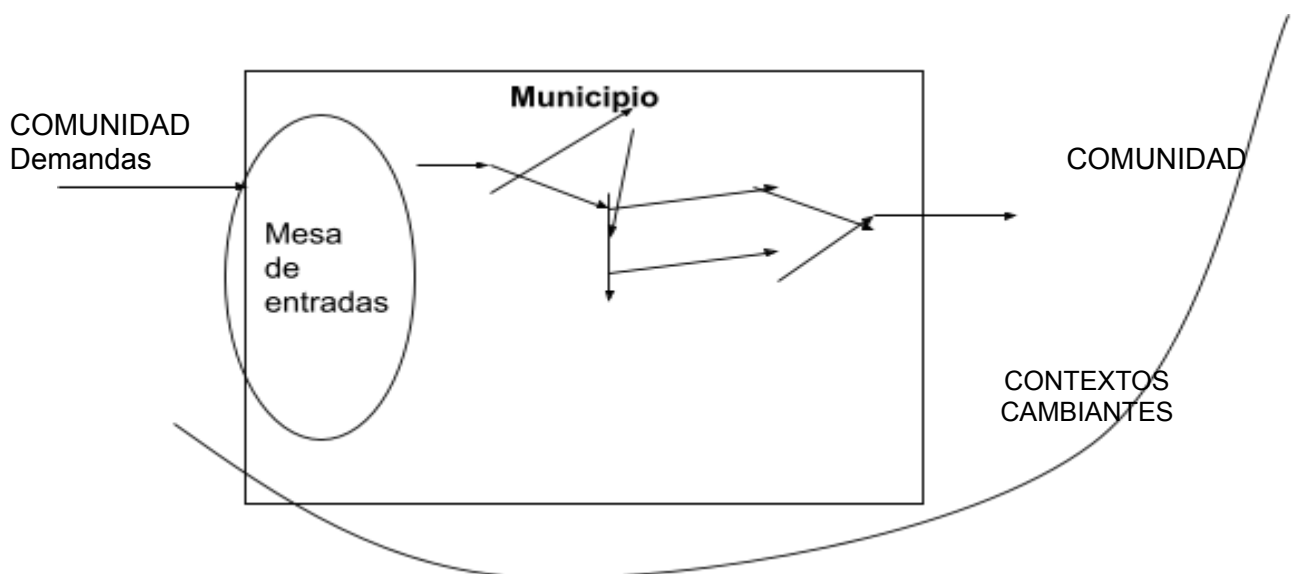 Municipio
COMUNIDAD
Demandas
COMUNIDAD
Mesa
de
entradas
CONTEXTOS
CAMBIANTES